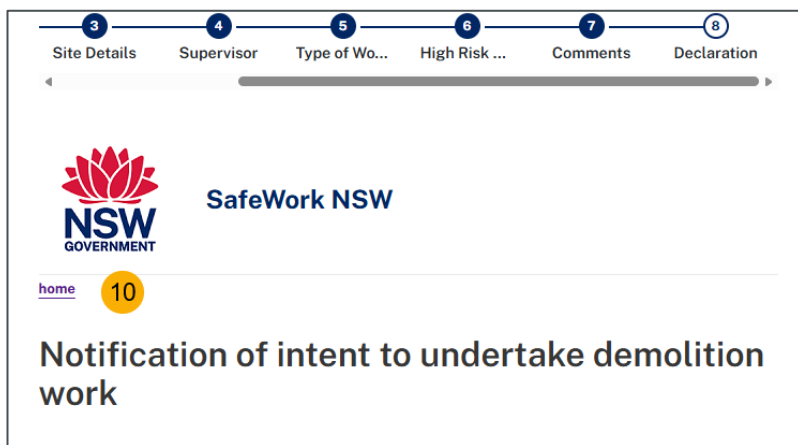 3 4 5 6 7 8
Site Details Supervisor Type of Wo... High Risk ... Comments Declaration
NSW
GOVERNMENT
SafeWork NSW
home 10
Notification of intent to undertake demolition
work